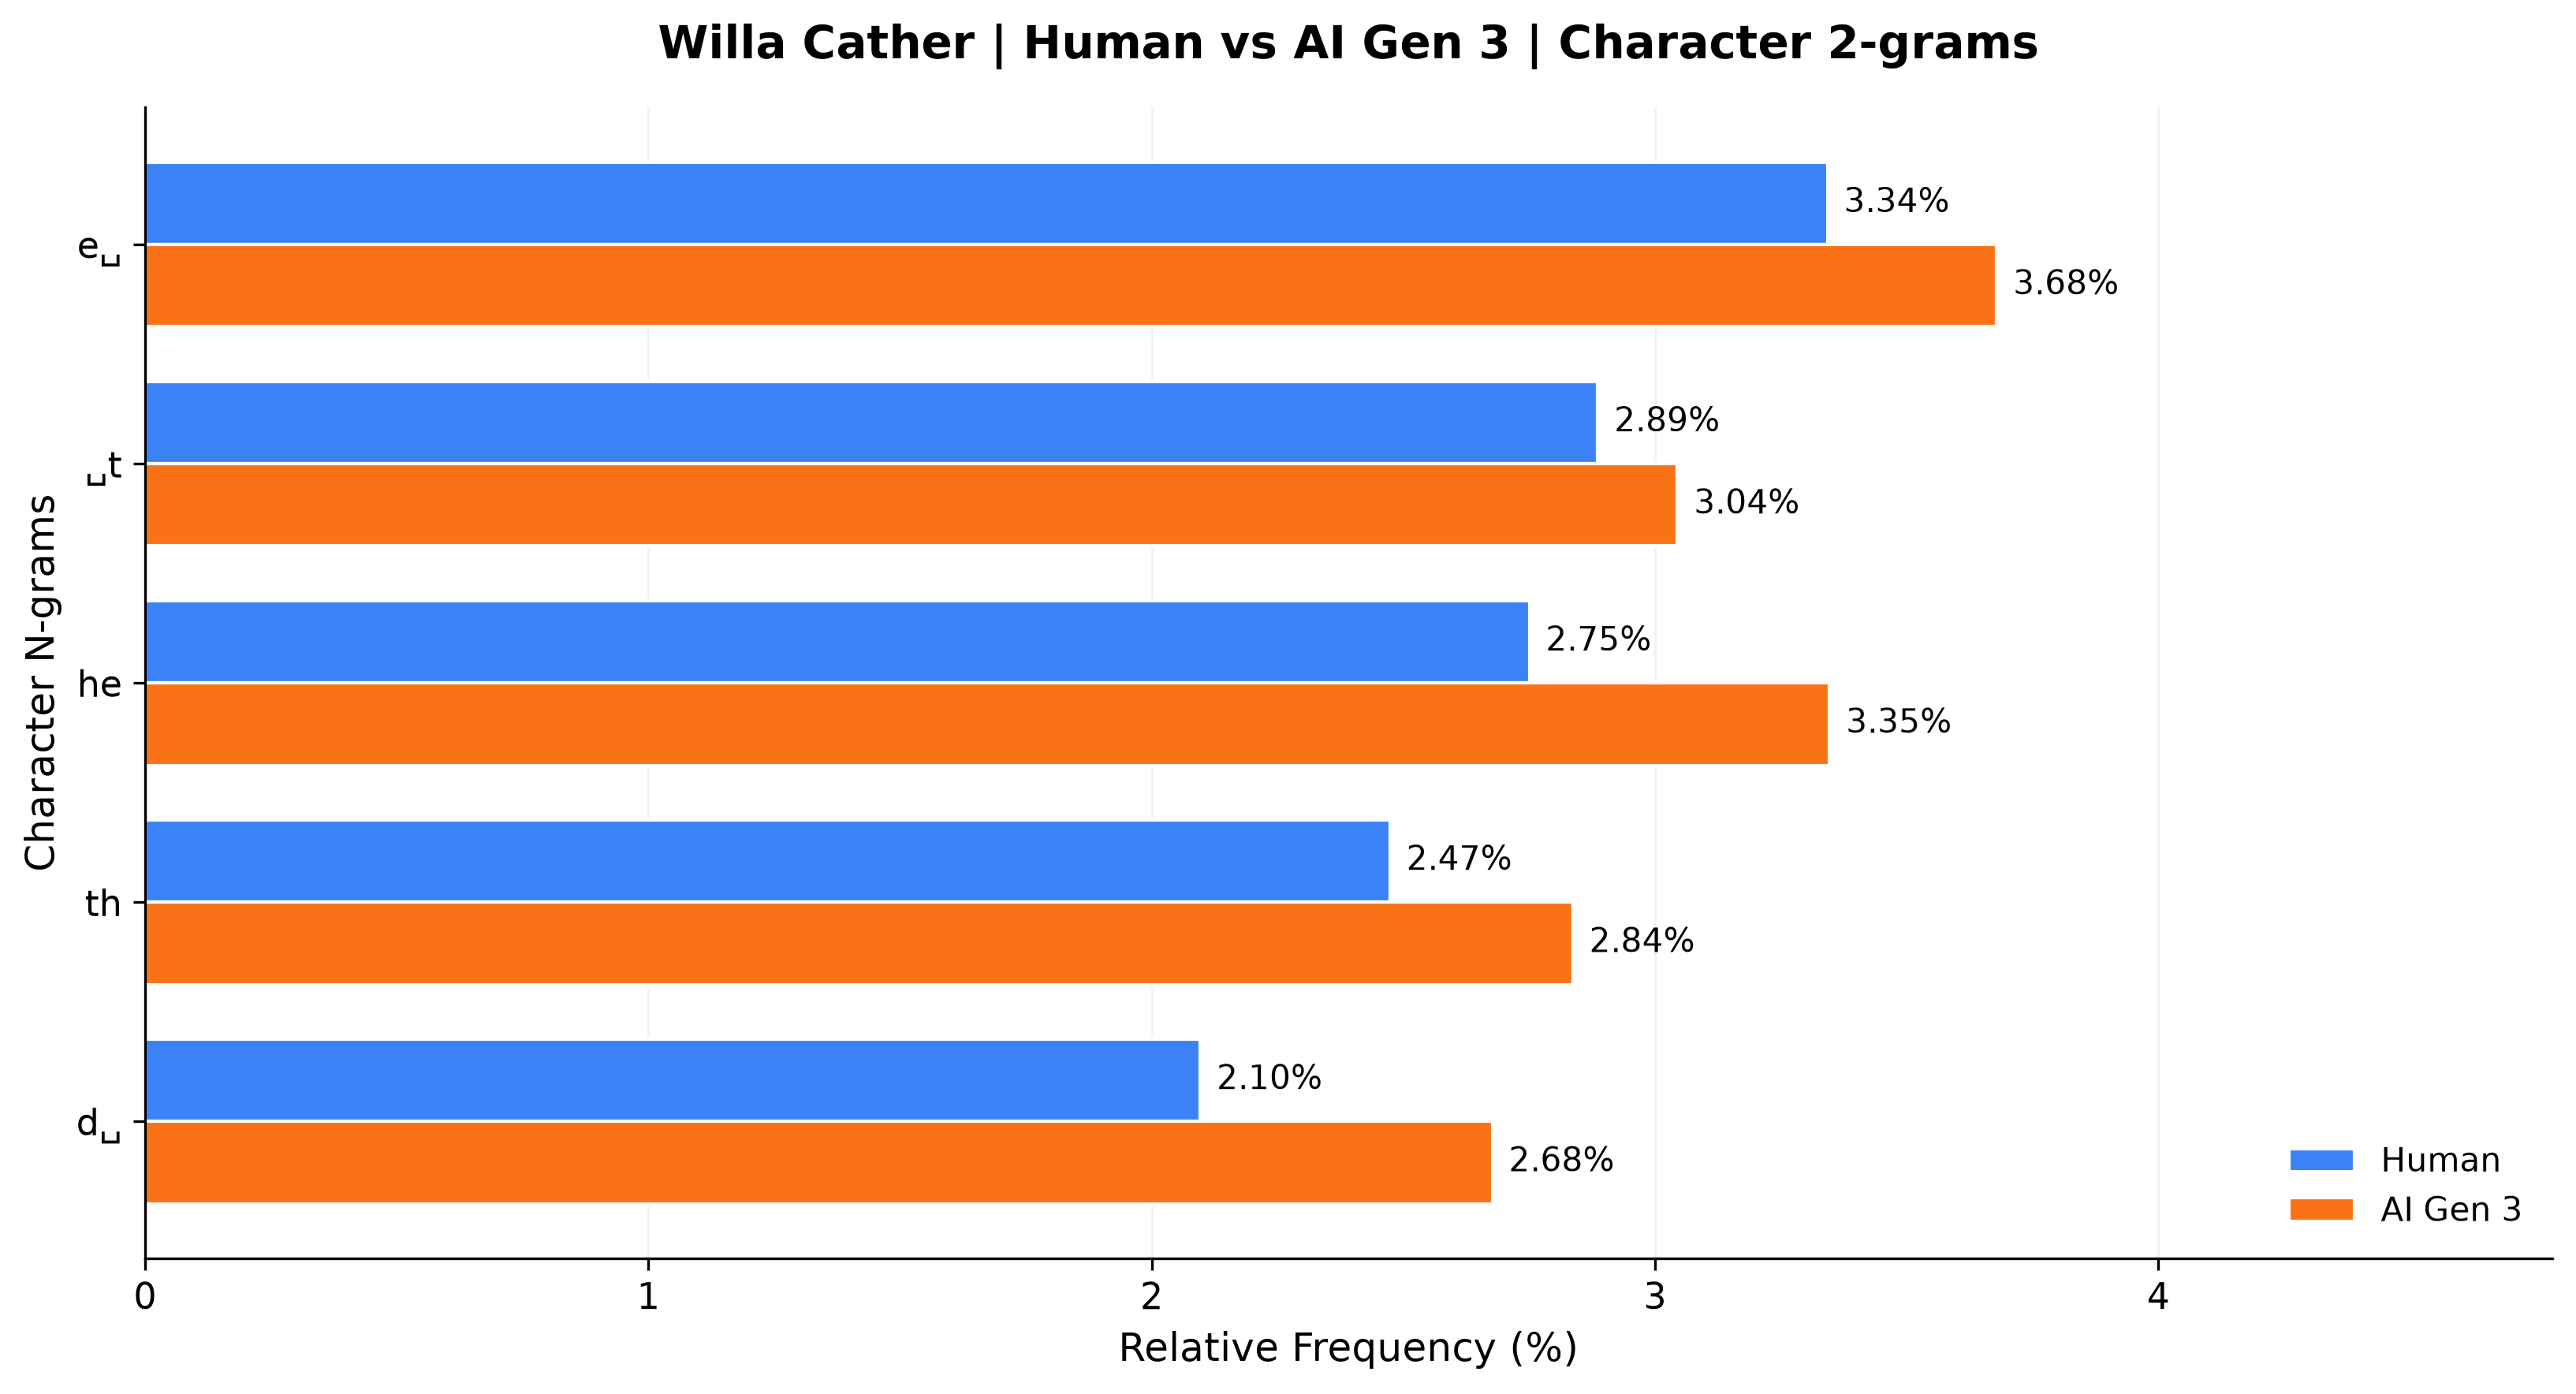 Willa Cather | Human vs AI Gen 3 | Character 2-grams
Character N-grams
e␣
3.34%
3.68%
␣t
2.89%
3.04%
he
2.75%
3.35%
th
2.47%
2.84%
d␣
2.10%
2.68%
Human
AI Gen 3
0 1 2 3 4
Relative Frequency (%)